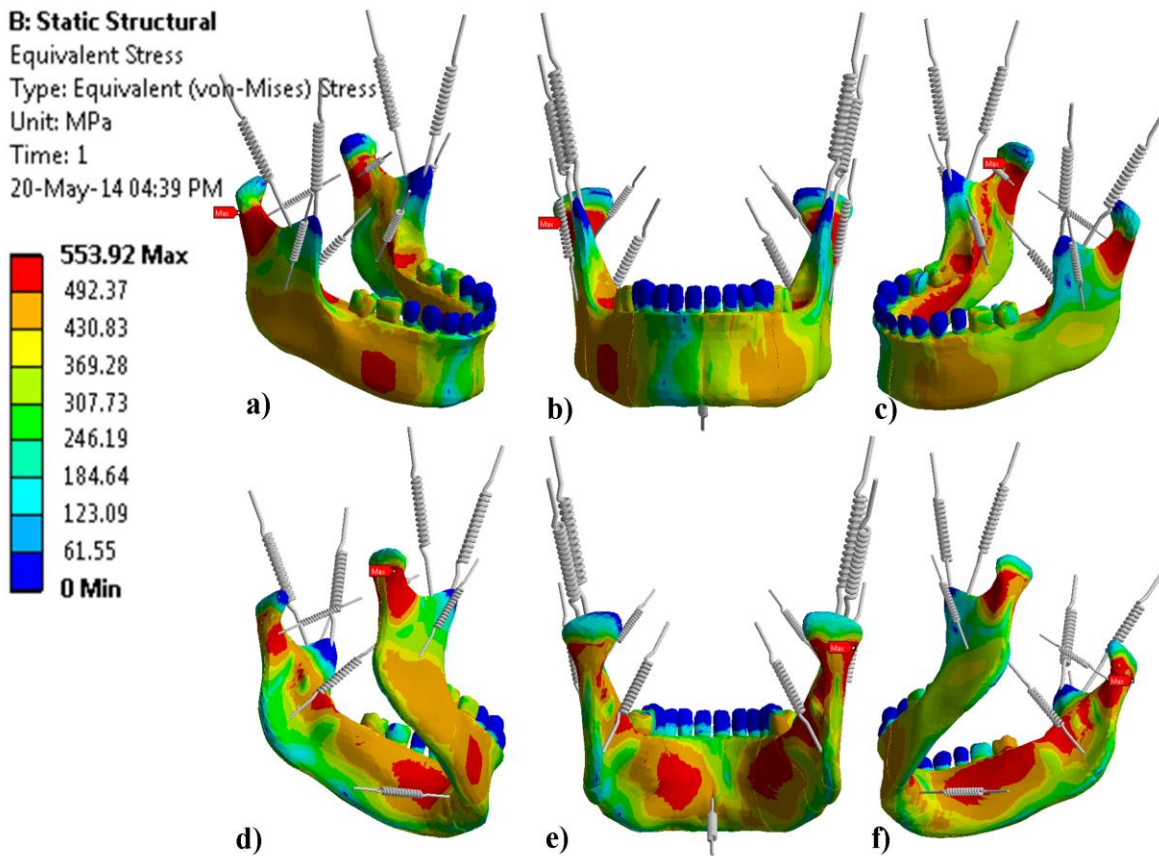 B: Static Structural
Equivalent Stress
Type: Equivalent (von-Mises) Stress
Unit: MPa
Time: 1
20-May-14 04:39 PM
553.92 Max
492.37
430.83
369.28
307.73
246.19
184.64
123.09
61.55
0 Min
Max
Max
Max
a)
b)
c)
Max
Max
Max
d)
e)
f)